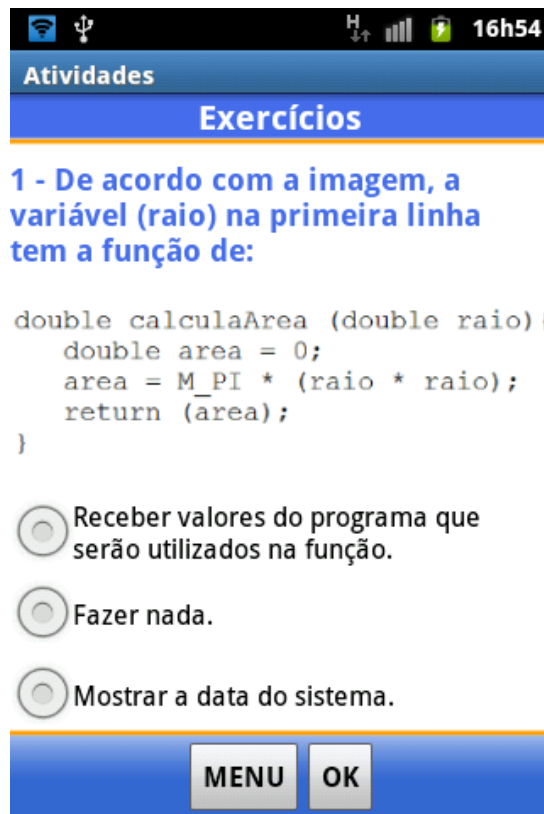 H 16h54
Atividades
Exercícios
1 - De acordo com a imagem, a
variável (raio) na primeira linha
tem a função de:
double calculaArea (double raio){
double area = 0;
area = M_PI * (raio * raio);
return (area);
}
Receber valores do programa que
serão utilizados na função.
Fazer nada.
Mostrar a data do sistema.
MENU OK